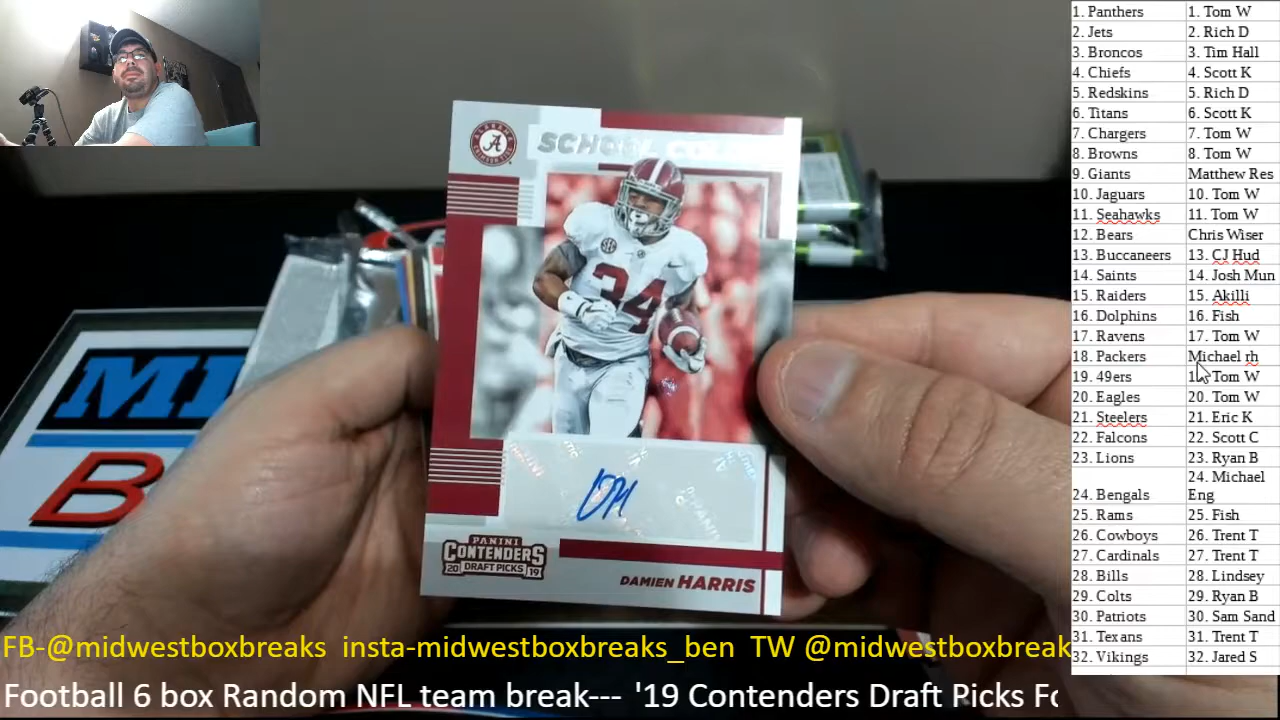 SCHOOL
A
34
PANINI
CONTENDERS
20 DRAFT PICKS 19
DAMIEN HARRIS
B
1. Panthers 1. Tom W
2. Jets 2. Rich D
3. Broncos 3. Tim Hall
4. Chiefs 4. Scott K
5. Redskins 5. Rich D
6. Titans 6. Scott K
7. Chargers 7. Tom W
8. Browns 8. Tom W
9. Giants Matthew Res
10. Jaguars 10. Tom W
11. Seahawks 11. Tom W
12. Bears Chris Wiser
13. Buccaneers 13. CJ Hud
14. Saints 14. Josh Mun
15. Raiders 15. Akilli
16. Dolphins 16. Fish
17. Ravens 17. Tom W
18. Packers Michael rh
19. 49ers Tom W
20. Eagles 20. Tom W
21. Steelers 21. Eric K
22. Falcons 22. Scott C
23. Lions 23. Ryan B
24. Michael
24. Bengals Eng
25. Rams 25. Fish
26. Cowboys 26. Trent T
27. Cardinals 27. Trent T
28. Bills 28. Lindsey
29. Colts 29. Ryan B
30. Patriots 30. Sam Sand
31. Texans 31. Trent T
32. Vikings 32. Jared S
FB-@midwestboxbreaks insta-midwestboxbreaks_ben TW @midwestboxbreak
Football 6 box Random NFL team break--- '19 Contenders Draft Picks Fo